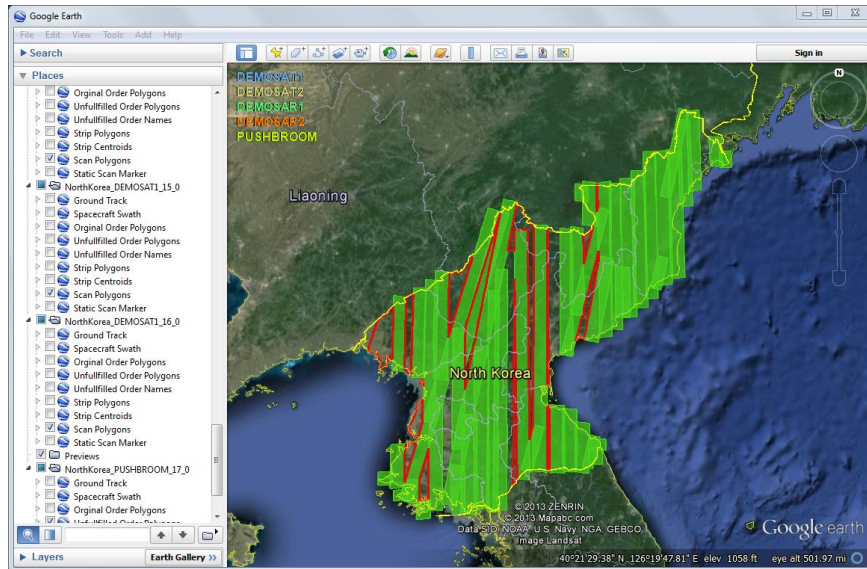 Google Earth
File Edit View Tools Add Help
Search
Sign in
Places
Orginal Order Polygons
Unfullfilled Order Polygons
Unfullfilled Order Names
Strip Polygons
Strip Centroids
Scan Polygons
Static Scan Marker
NorthKorea_DEMOSAT1_15_0
Ground Track
Spacecraft Swath
Orginal Order Polygons
Unfullfilled Order Polygons
Unfullfilled Order Names
Strip Polygons
Strip Centroids
Scan Polygons
Static Scan Marker
NorthKorea_DEMOSAT1_16_0
Ground Track
Spacecraft Swath
Orginal Order Polygons
Unfullfilled Order Polygons
Unfullfilled Order Names
Strip Polygons
Strip Centroids
Scan Polygons
Static Scan Marker
Previews
NorthKorea_PUSHBROOM_17_0
Ground Track
Spacecraft Swath
Orginal Order Polygons
Unfullfilled Order Polygons
Layers
Earth Gallery >>
DEMOSAT1
DEMOSAT2
DEMOSAR1
DEMOSAR2
PUSHBROOM
N
Liaoning
North Korea
© 2013 ZENRIN
© 2013 Mapabc.com
Data SIO, NOAA, U.S. Navy, NGA, GEBCO
Image Landsat
Google earth
40°21'29.38" N 126°19'47.81" E elev 1058 ft eye alt 501.97 mi